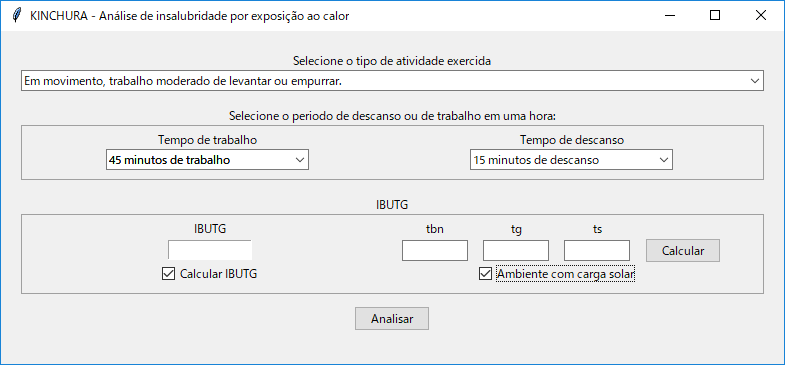 KINCHURA - Análise de insalubridade por exposição ao calor
Selecione o tipo de atividade exercida
Em movimento, trabalho moderado de levantar ou empurrar.
Selecione o periodo de descanso ou de trabalho em uma hora:
Tempo de trabalho
Tempo de descanso
45 minutos de trabalho
15 minutos de descanso
IBUTG
IBUTG
tbn
tg
ts
Calcular
Calcular IBUTG
Ambiente com carga solar
Analisar